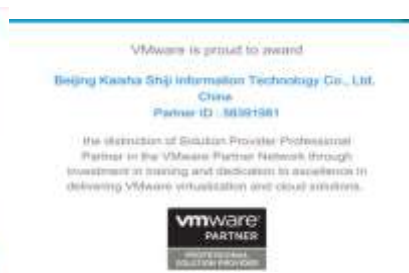 VMware is proud to award
Beijing Kaisha Shiji Information Technology Co., Ltd.
China
Partner ID : 56391981
the distinction of Solution Provider Professional
Partner in the VMware Partner Network through
investment in training and dedication to excellence in
delivering VMware virtualization and cloud solutions.
vmware
PARTNER
PROFESSIONAL
SOLUTION PROVIDER